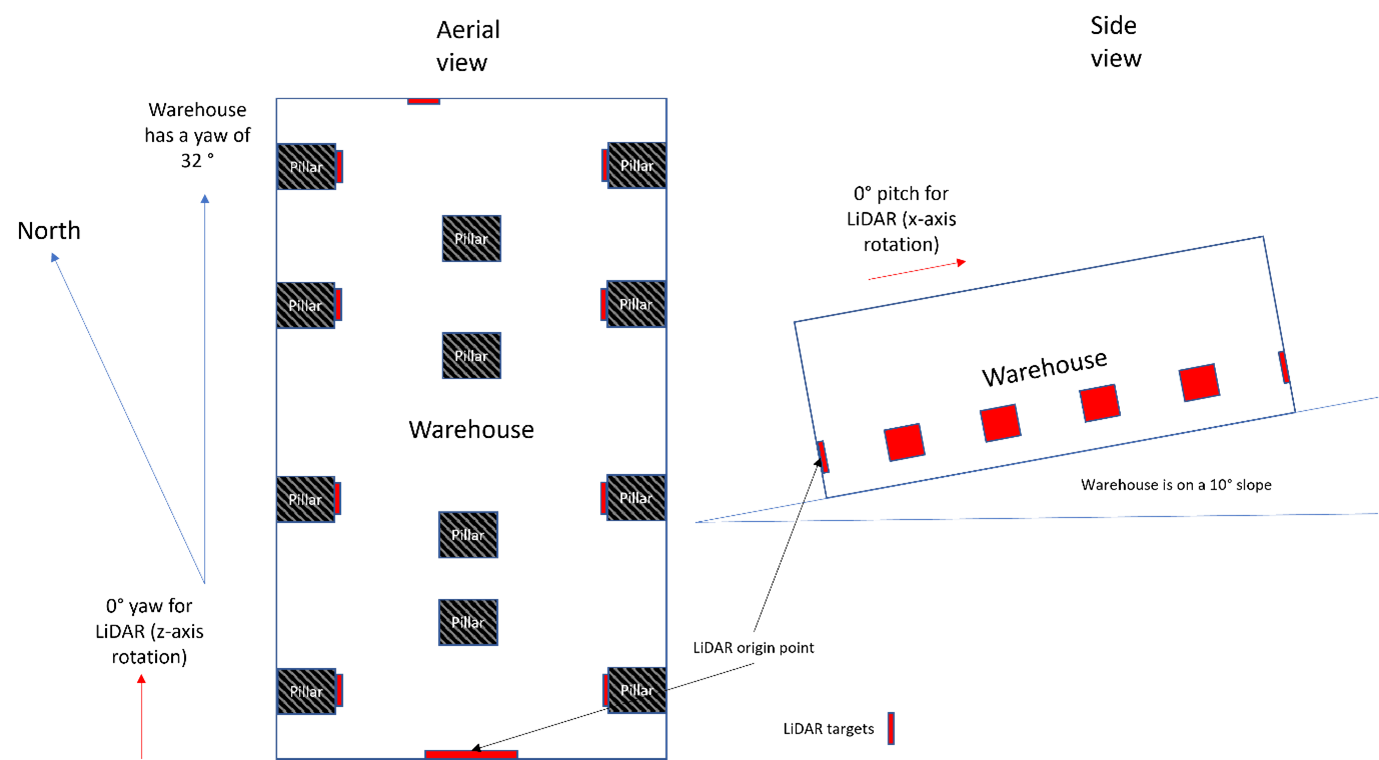 Aerial
view
Side
view
Warehouse
has a yaw of
32 °
North
0° yaw for
LiDAR (z-axis
rotation)
Pillar
Pillar
Pillar
Pillar
Pillar
Pillar
Warehouse
Pillar
Pillar
Pillar
Pillar
Pillar
Pillar
0° pitch for
LiDAR (x-axis
rotation)
Warehouse
Warehouse is on a 10° slope
LiDAR origin point
LiDAR targets